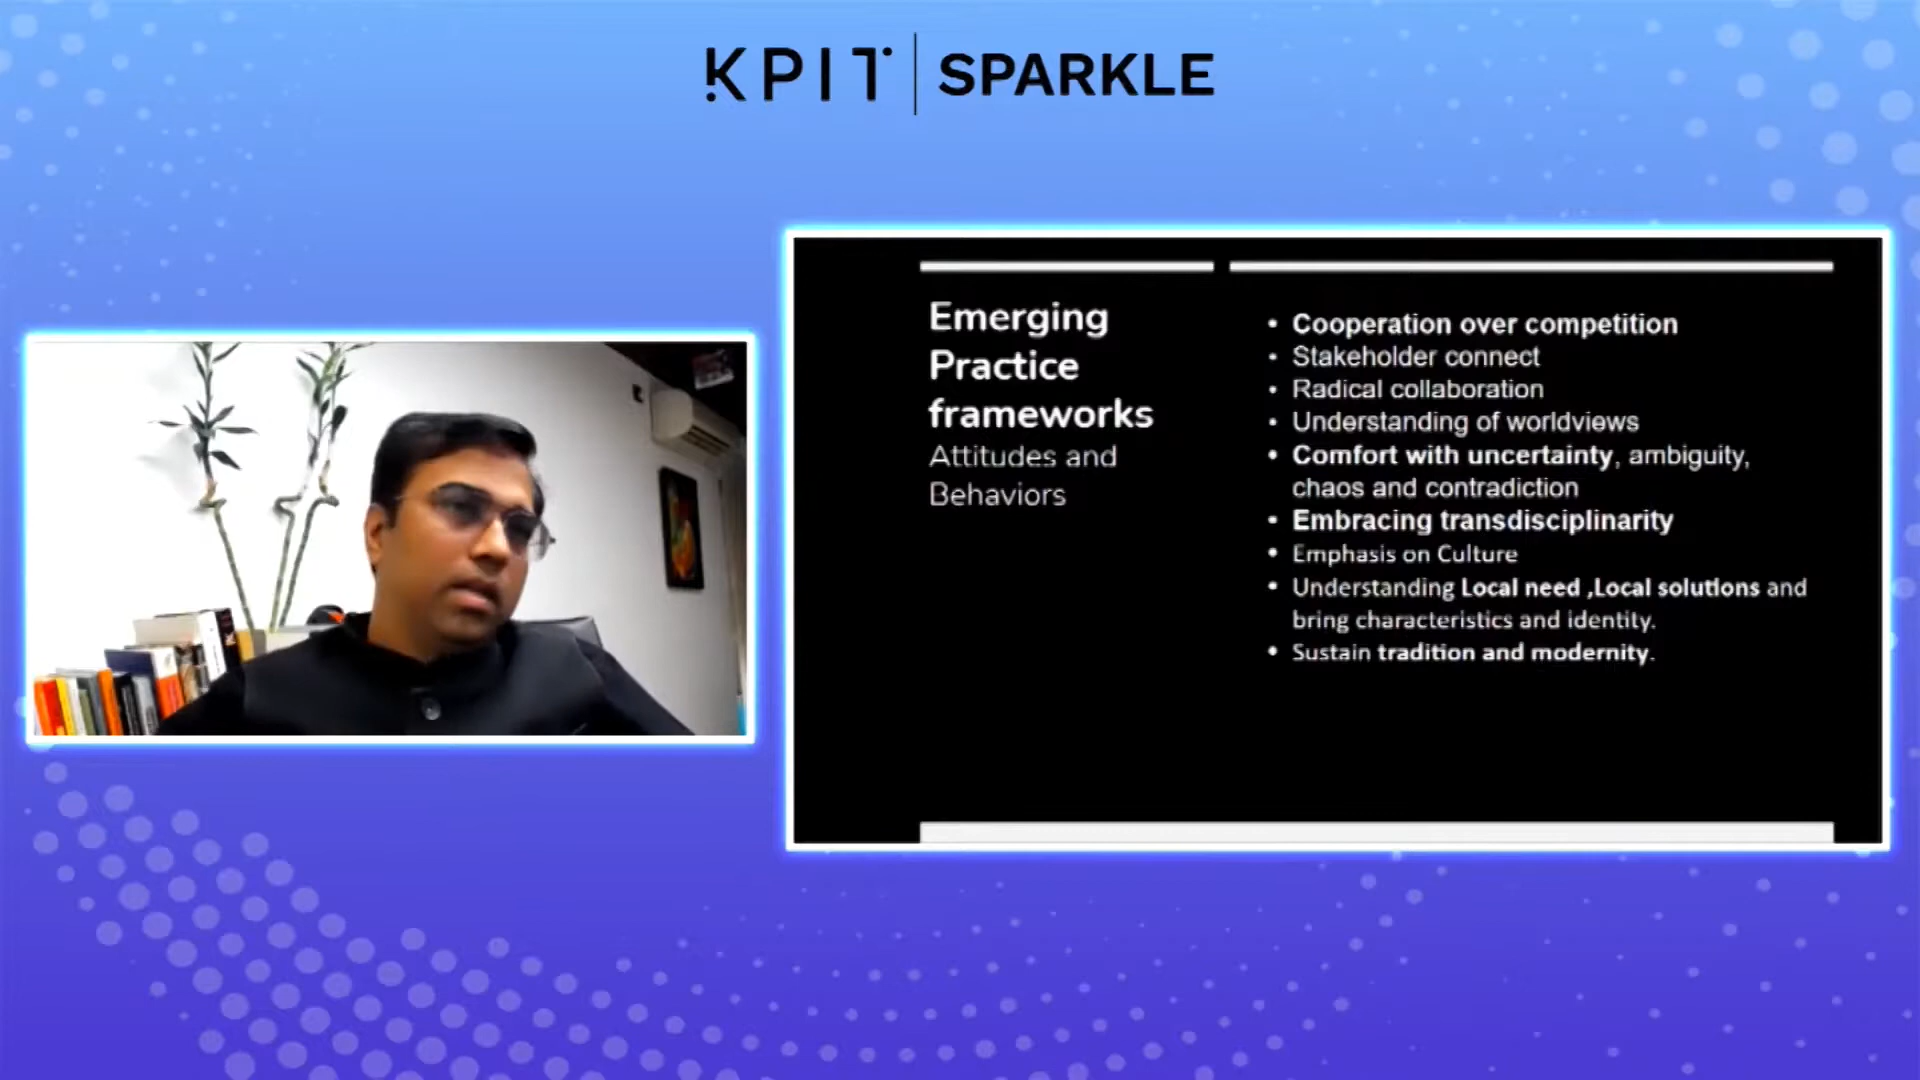 KPIT | SPARKLE
Emerging
Practice
frameworks
Attitudes and
Behaviors
• Cooperation over competition
• Stakeholder connect
• Radical collaboration
• Understanding of worldviews
• Comfort with uncertainty, ambiguity,
chaos and contradiction
• Embracing transdisciplinarity
• Emphasis on Culture
• Understanding Local need ,Local solutions and
bring characteristics and identity.
• Sustain tradition and modernity.